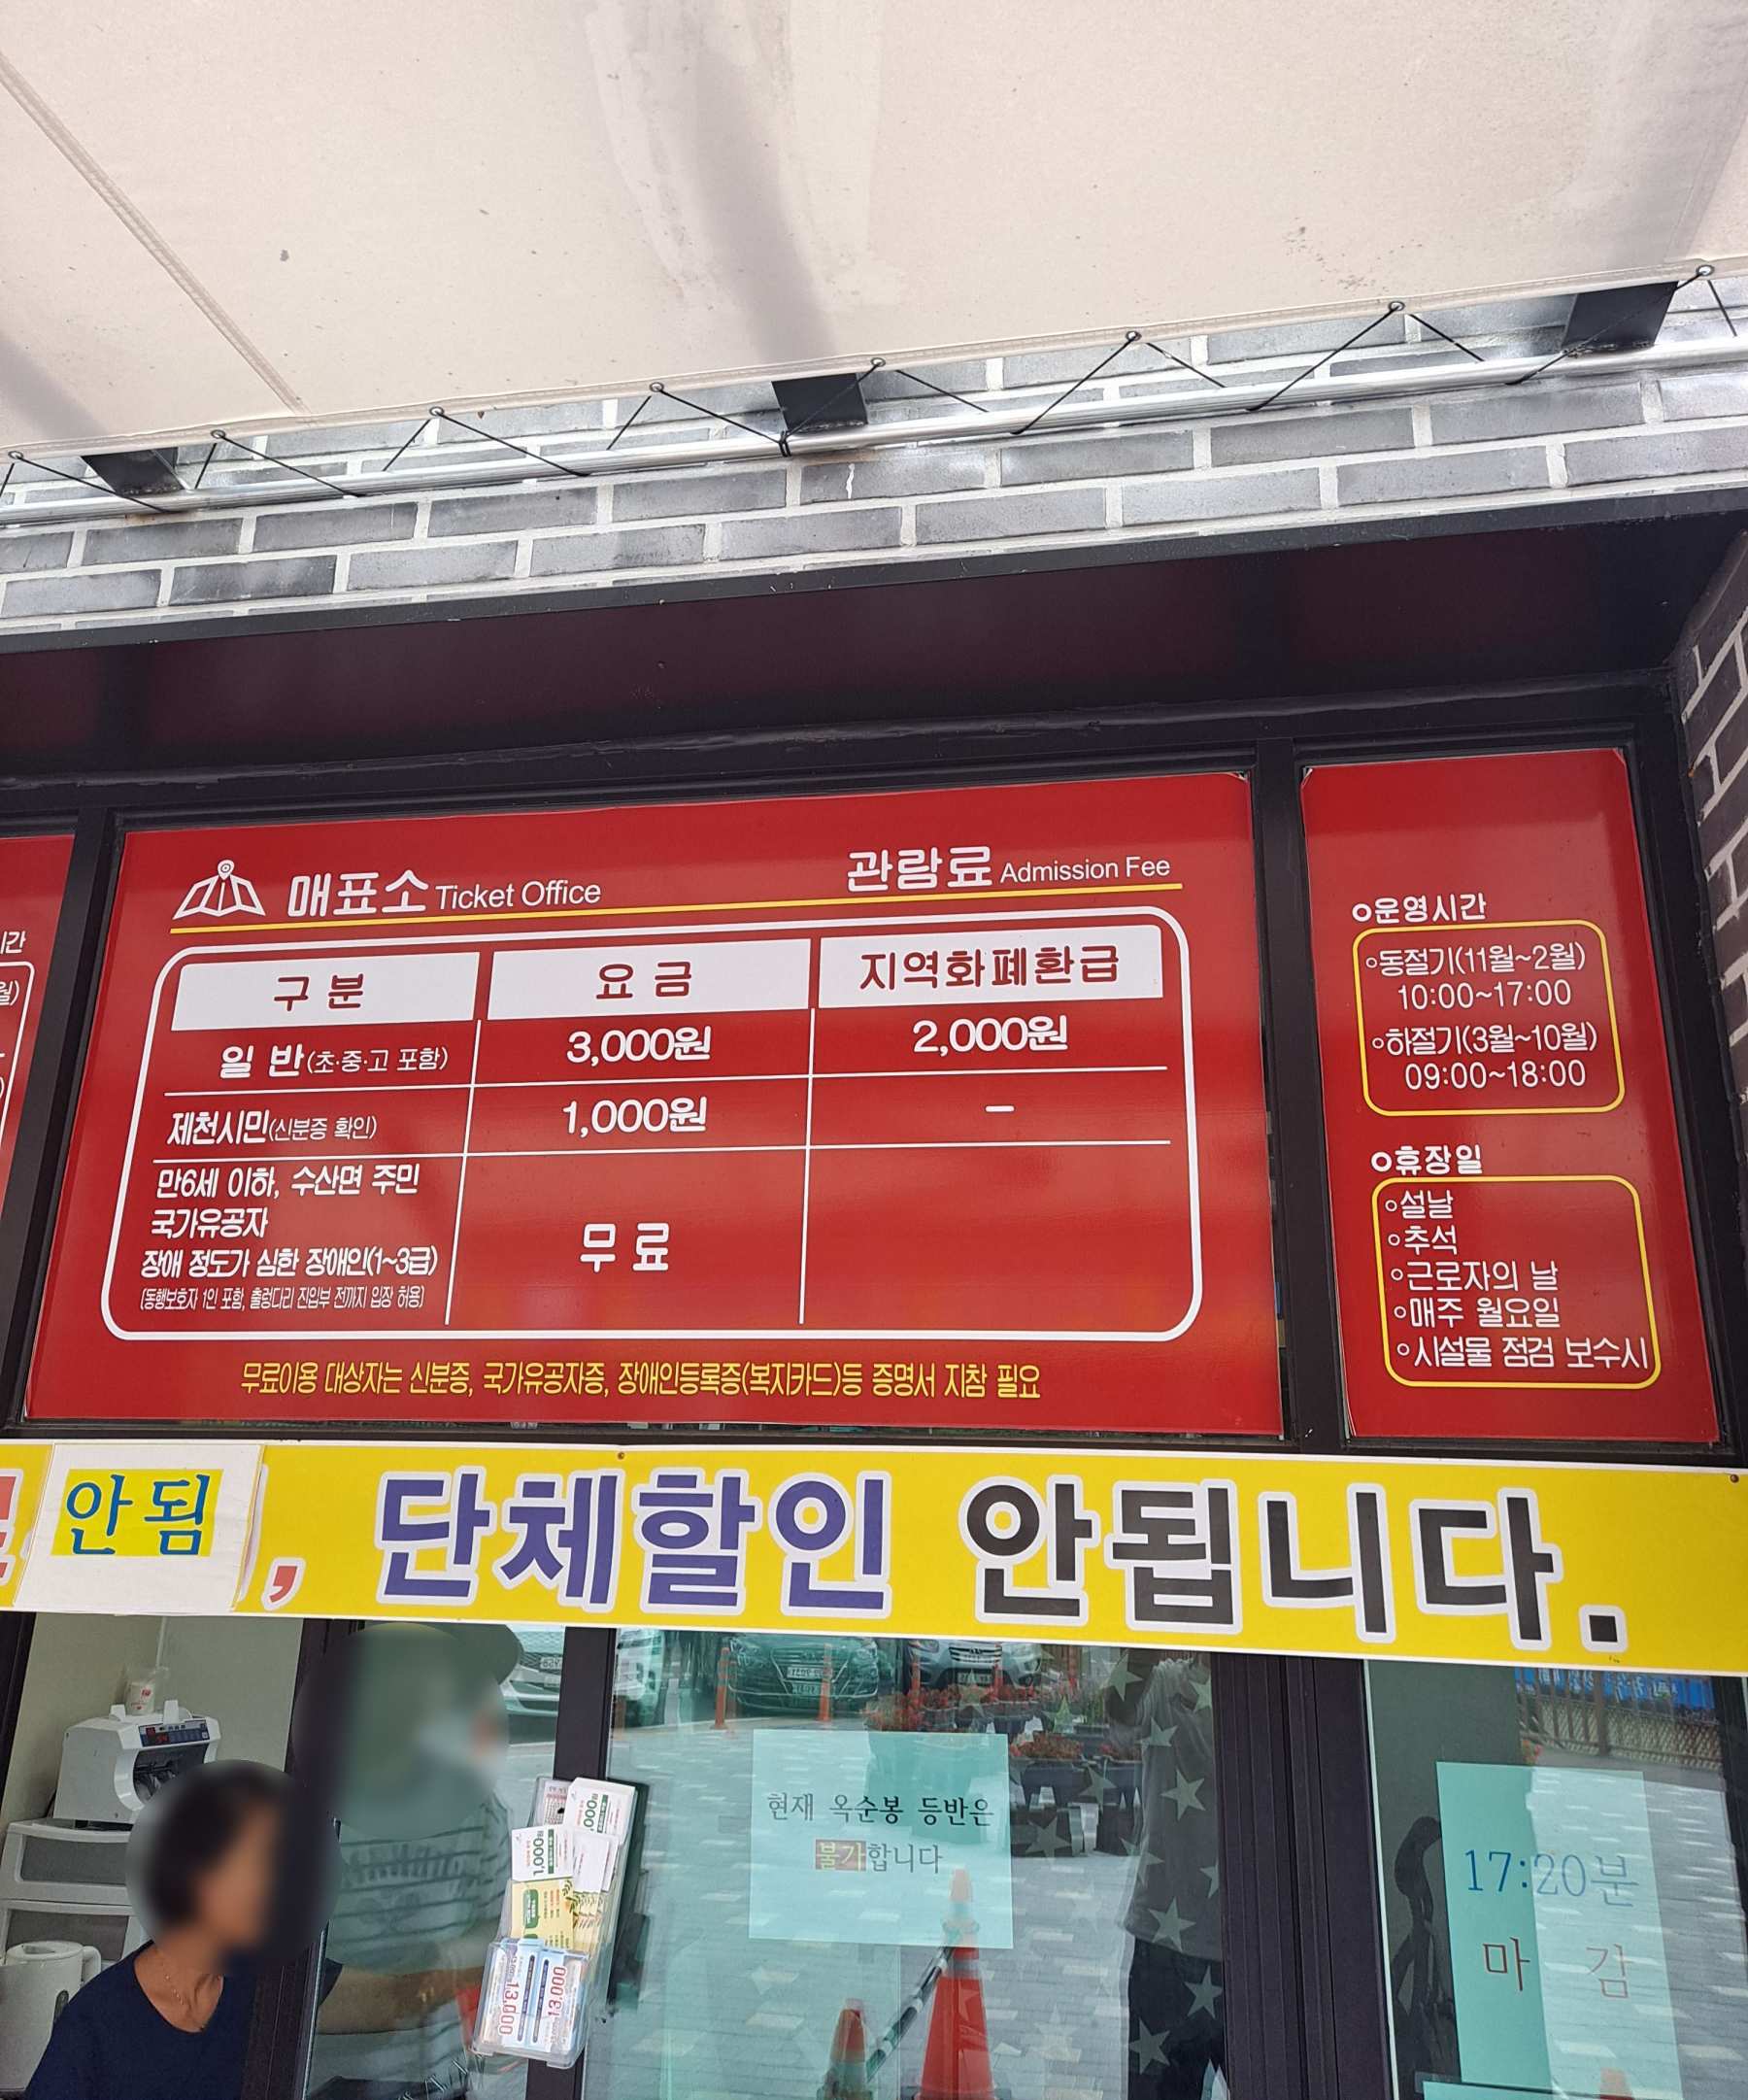 매표소 Ticket Office
관람료 Admission Fee
구분 요금 지역화폐환급
일반(초·중·고 포함) 3,000원 2,000원
제천시민(신분증 확인) 1,000원 -
만6세 이하, 수산면 주민
국가유공자
장애 정도가 심한 장애인(1~3급)
(동행보호자 1인 포함, 출렁다리 진입부 전까지 입장 허용)
무료
무료이용 대상자는 신분증, 국가유공자증, 장애인등록증(복지카드)등 증명서 지참 필요
ㅇ운영시간
◦동절기(11월~2월)
10:00~17:00
◦하절기(3월~10월)
09:00~18:00
ㅇ휴장일
◦설날
◦추석
◦근로자의 날
◦매주 월요일
◦시설물 점검 보수시
안됨, 단체할인 안됩니다.
현재 옥순봉 등반은
불가합니다
17:20분
마감
13,000
13,000